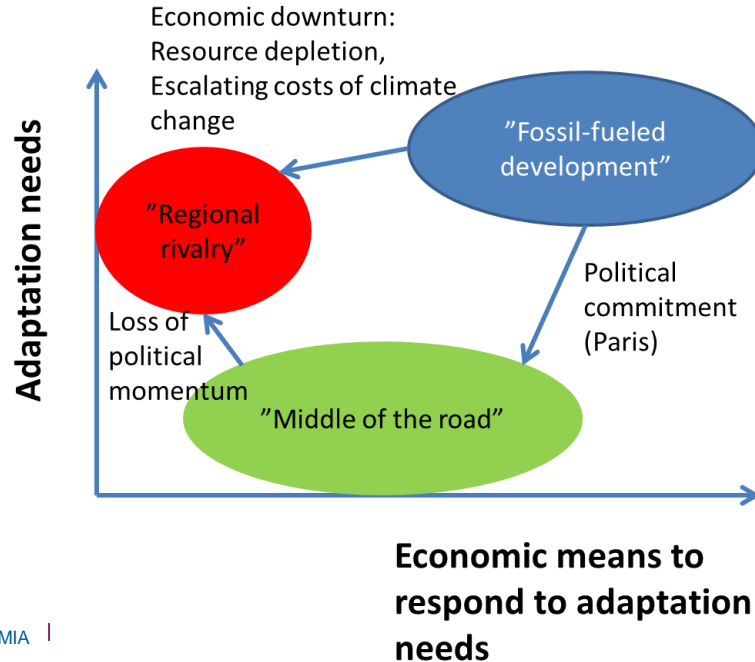 Economic downturn:
Resource depletion,
Escalating costs of climate
change
Adaptation needs
”Fossil-fueled
development”
”Regional
rivalry”
Political
commitment
(Paris)
Loss of
political
momentum
”Middle of the road”
Economic means to
respond to adaptation
needs
MIA